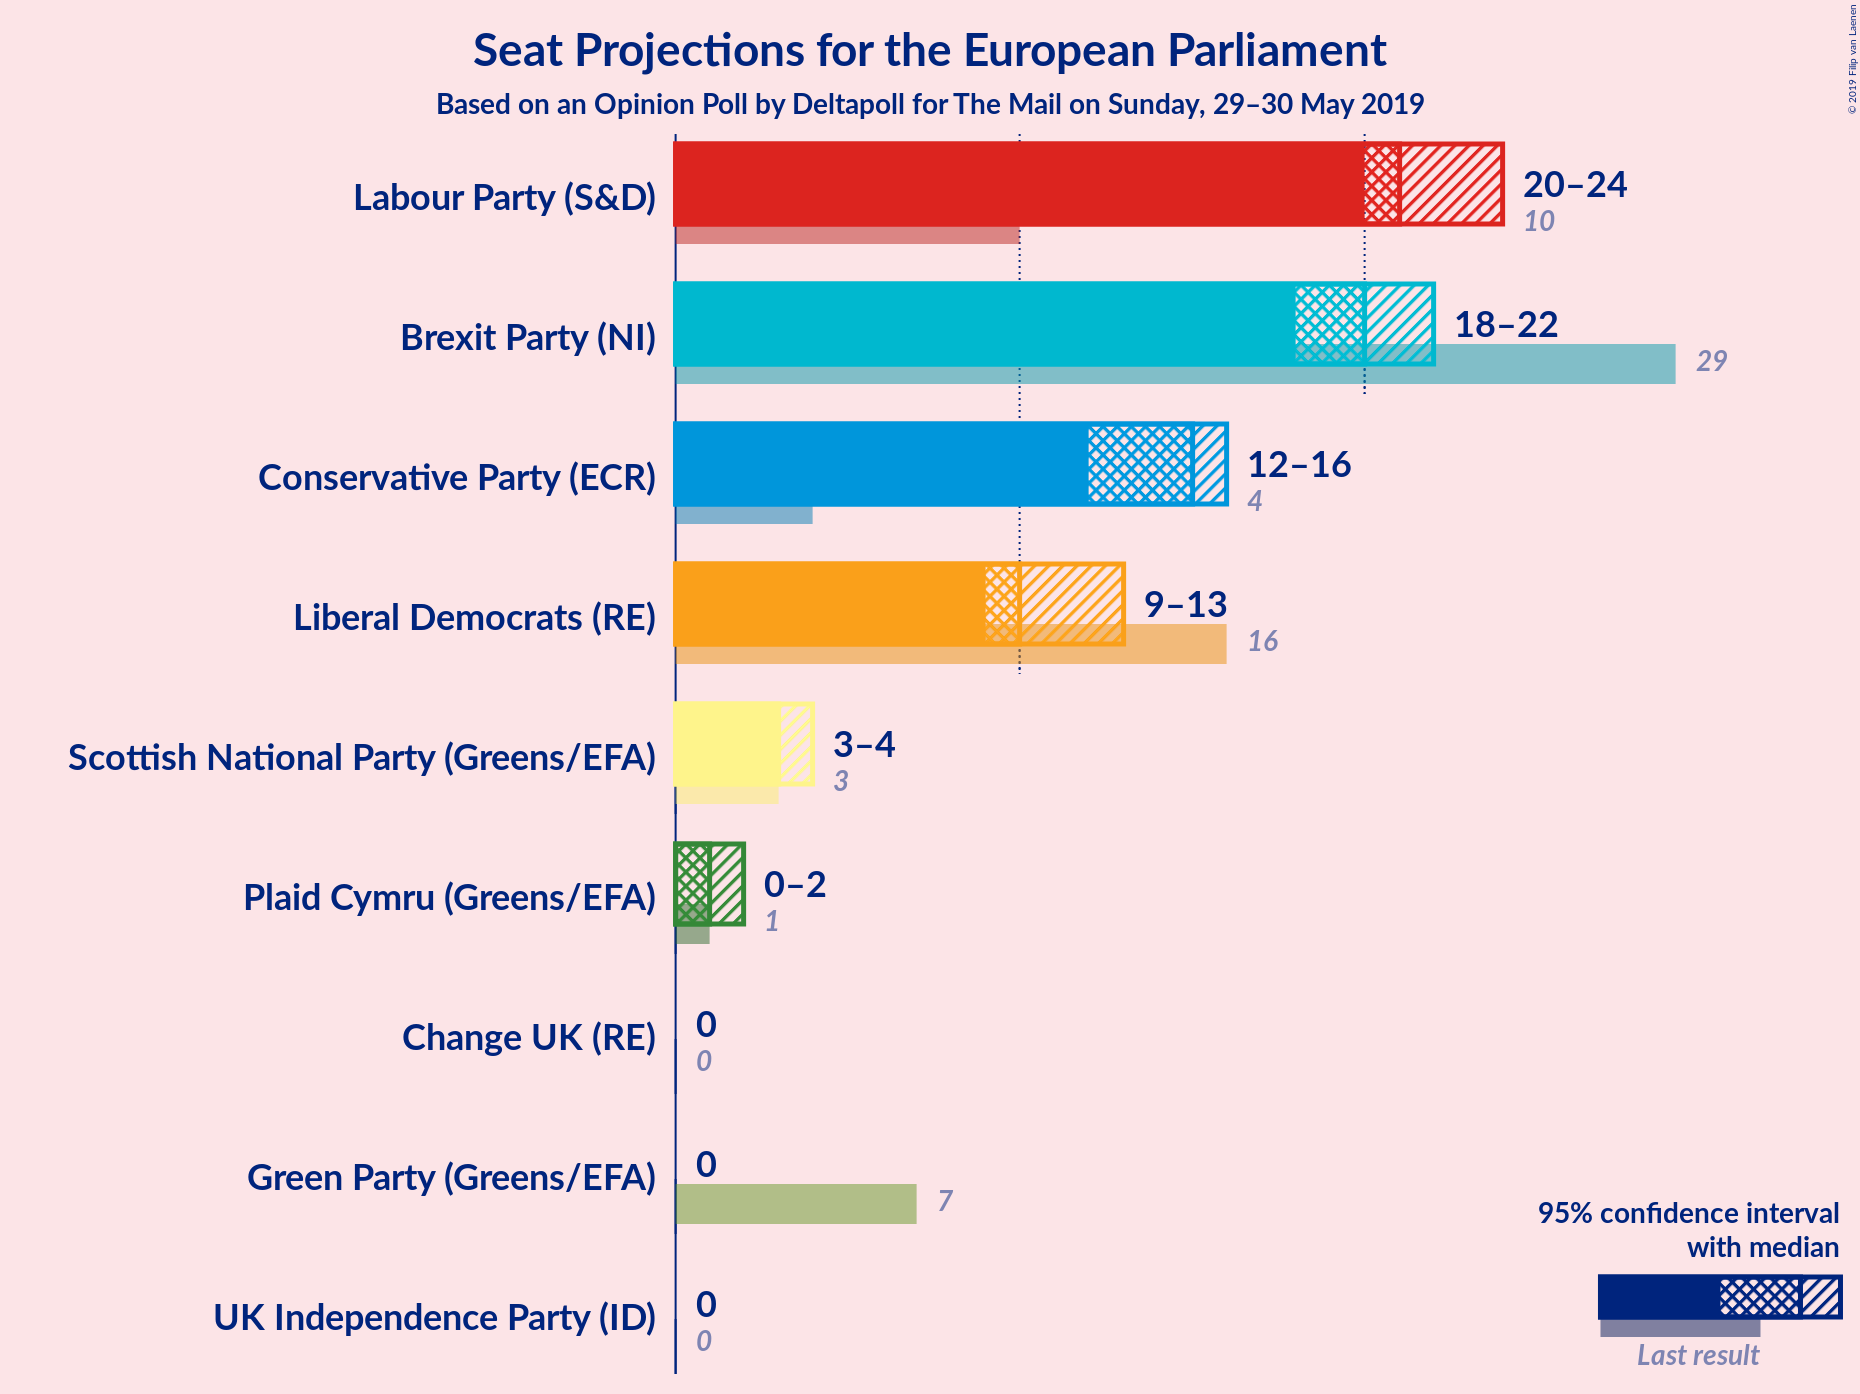 Seat Projections for the European Parliament
Based on an Opinion Poll by Deltapoll for The Mail on Sunday, 29–30 May 2019
© 2019 Filip van Laenen
Labour Party (S&D)
20–24
10
Brexit Party (NI)
18–22
29
Conservative Party (ECR)
12–16
4
Liberal Democrats (RE)
9–13
16
Scottish National Party (Greens/EFA)
3–4
3
Plaid Cymru (Greens/EFA)
0–2
1
Change UK (RE)
0
0
Green Party (Greens/EFA)
0
7
UK Independence Party (ID)
0
0
95% confidence interval
with median
Last result